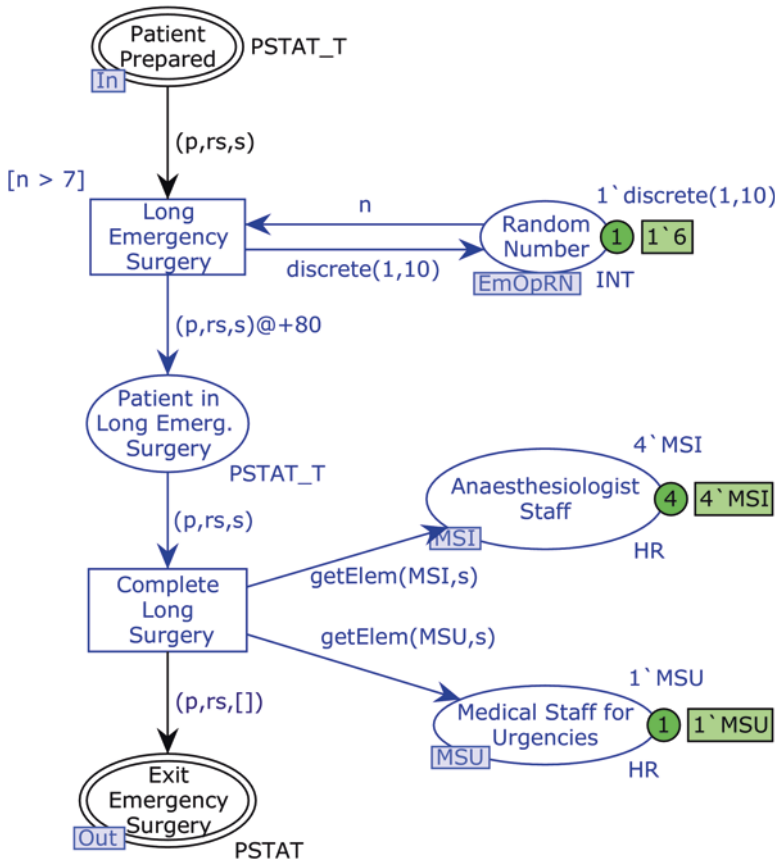 Patient
Prepared
PSTAT_T
In
(p,rs,s)
[n > 7]
Long
Emergency
Surgery
n
discrete(1,10)
1`discrete(1,10)
Random
Number
1
1`6
EmOpRN
INT
(p,rs,s)@+80
Patient in
Long Emerg.
Surgery
PSTAT_T
4`MSI
Anaesthesiologist
Staff
4
4`MSI
MSI
HR
(p,rs,s)
getElem(MSI,s)
Complete
Long
Surgery
getElem(MSU,s)
1`MSU
Medical Staff for
Urgencies
1
1`MSU
MSU
HR
(p,rs,[])
Exit
Emergency
Surgery
Out
PSTAT